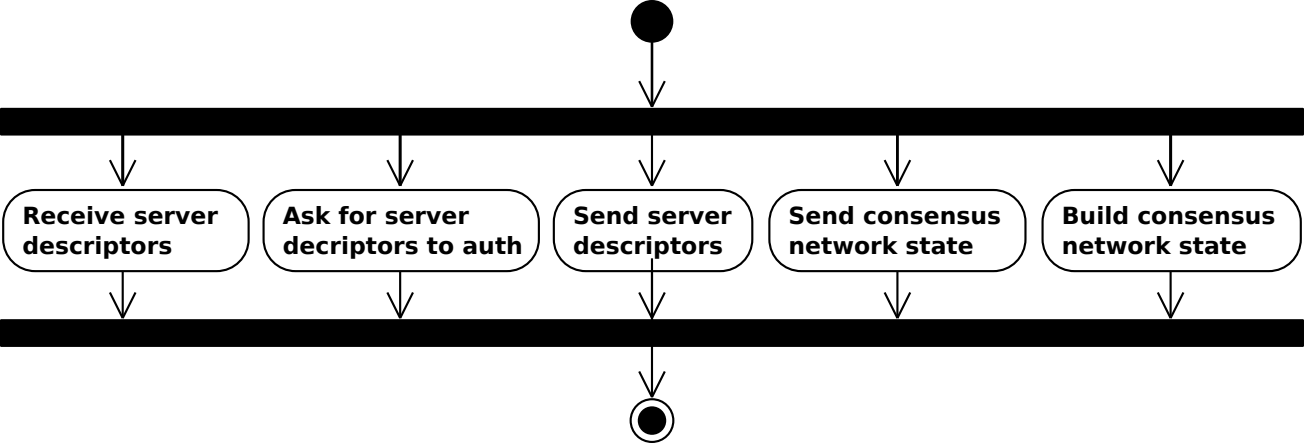 Receive server
descriptors
Ask for server
decriptors to auth
Send server
descriptors
Send consensus
network state
Build consensus
network state